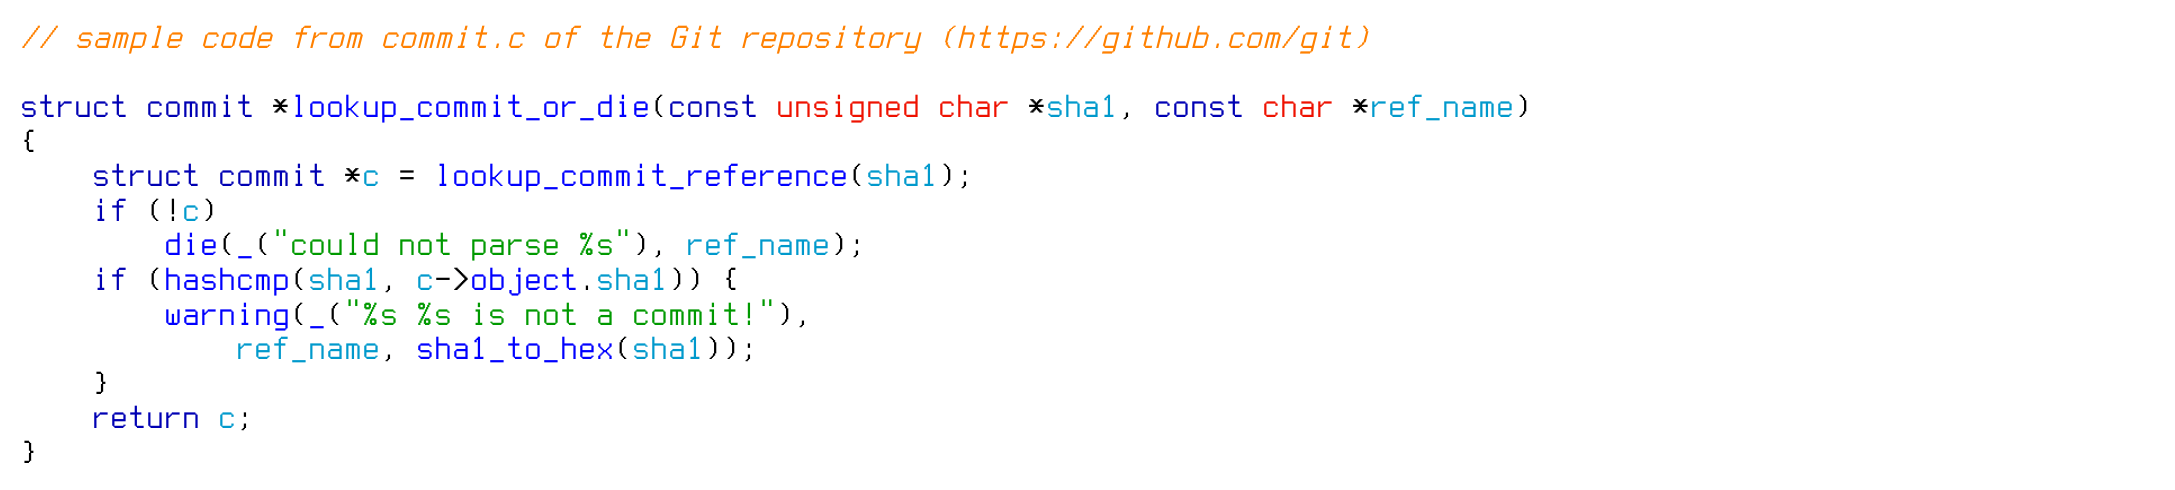 // sample code from commit.c of the Git repository (https://github.com/git)

struct commit *lookup_commit_or_die(const unsigned char *sha1, const char *ref_name)
{
    struct commit *c = lookup_commit_reference(sha1);
    if (!c)
        die(_("could not parse %s"), ref_name);
    if (hashcmp(sha1, c->object.sha1)) {
        warning(_("%s %s is not a commit!"),
            ref_name, sha1_to_hex(sha1));
    }
    return c;
}